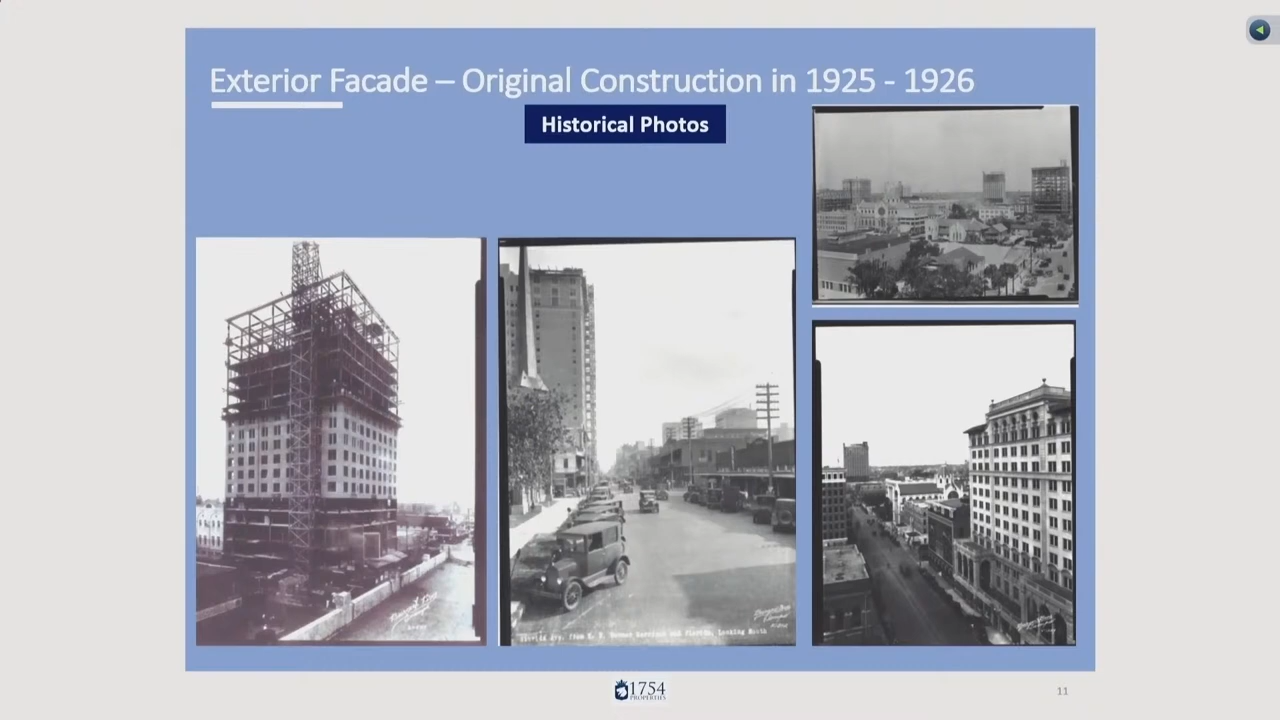 Exterior Facade – Original Construction in 1925 - 1926
Historical Photos
1754
PROPERTIES
11